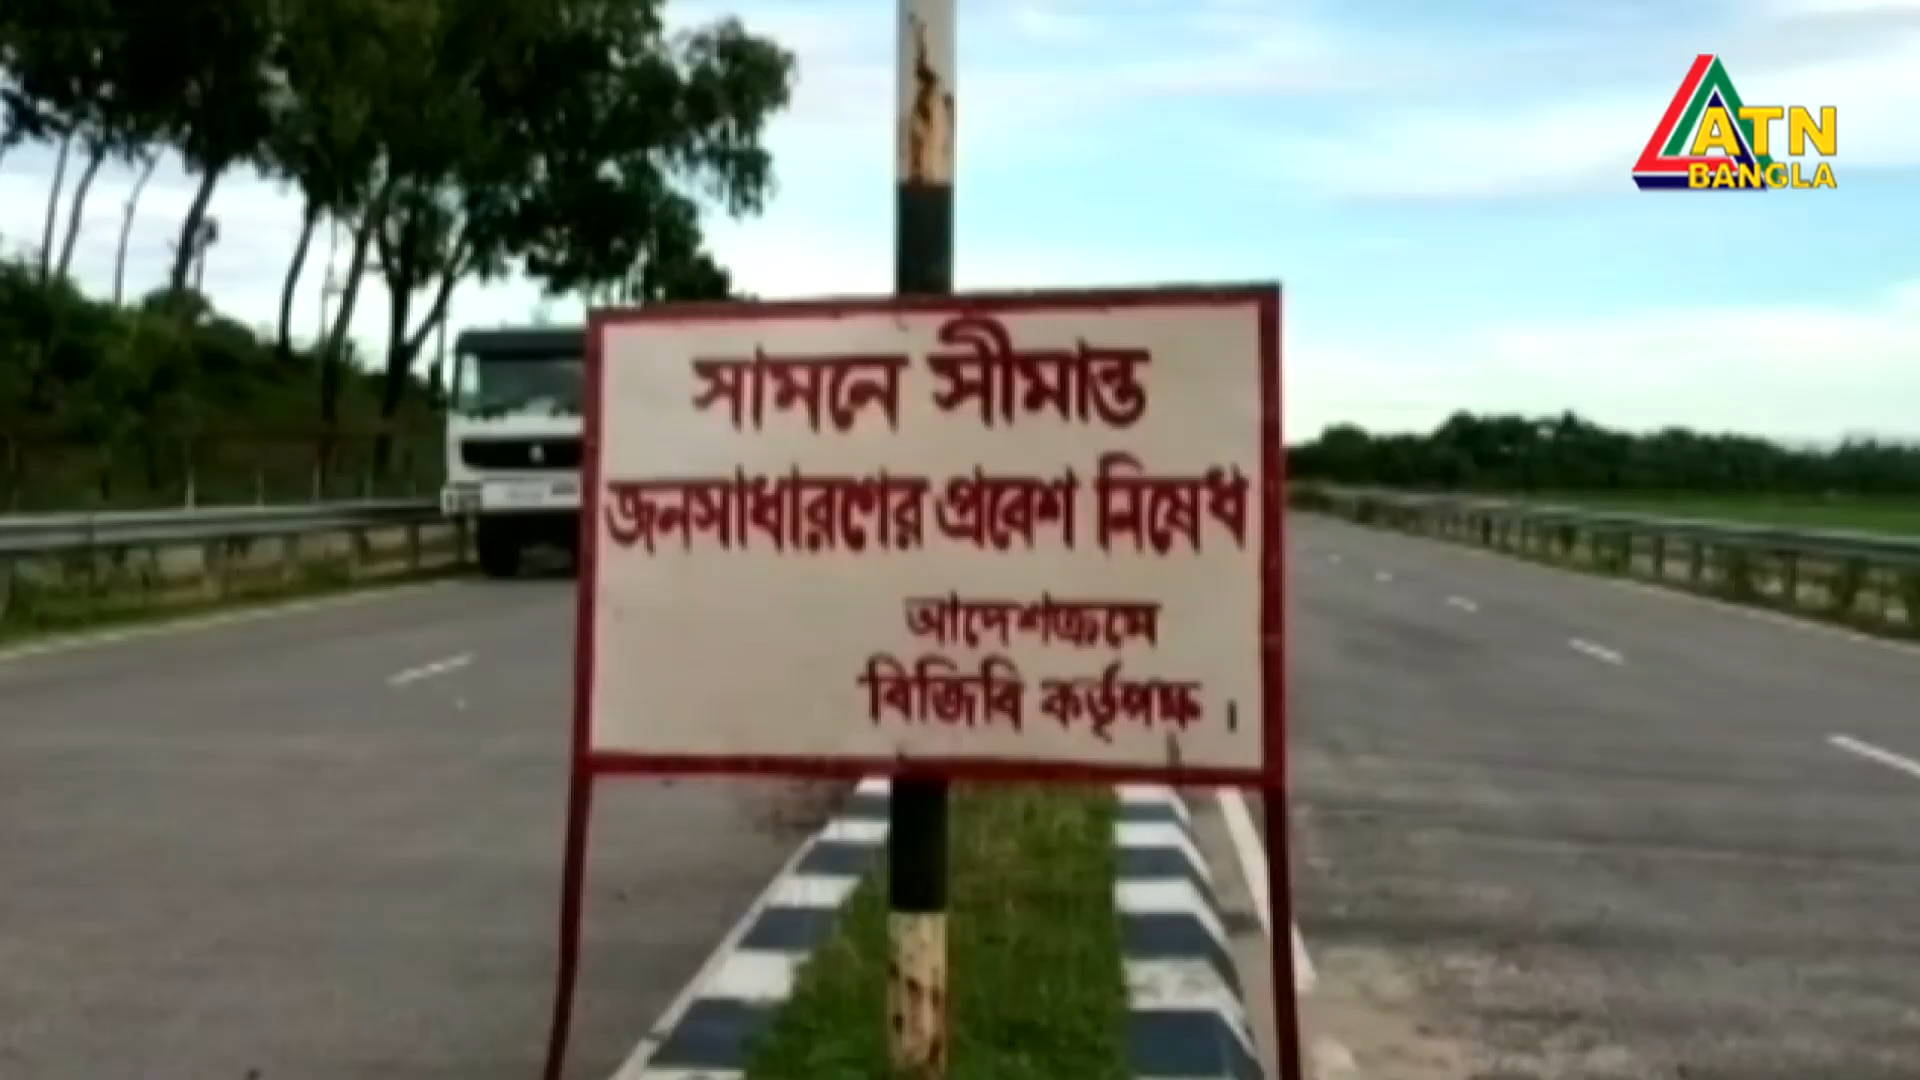 ATN
BANGLA
সামনে সীমান্ত
জনসাধারণের প্রবেশ নিষেধ
আদেশক্রমে
বিজিবি কর্তৃপক্ষ।